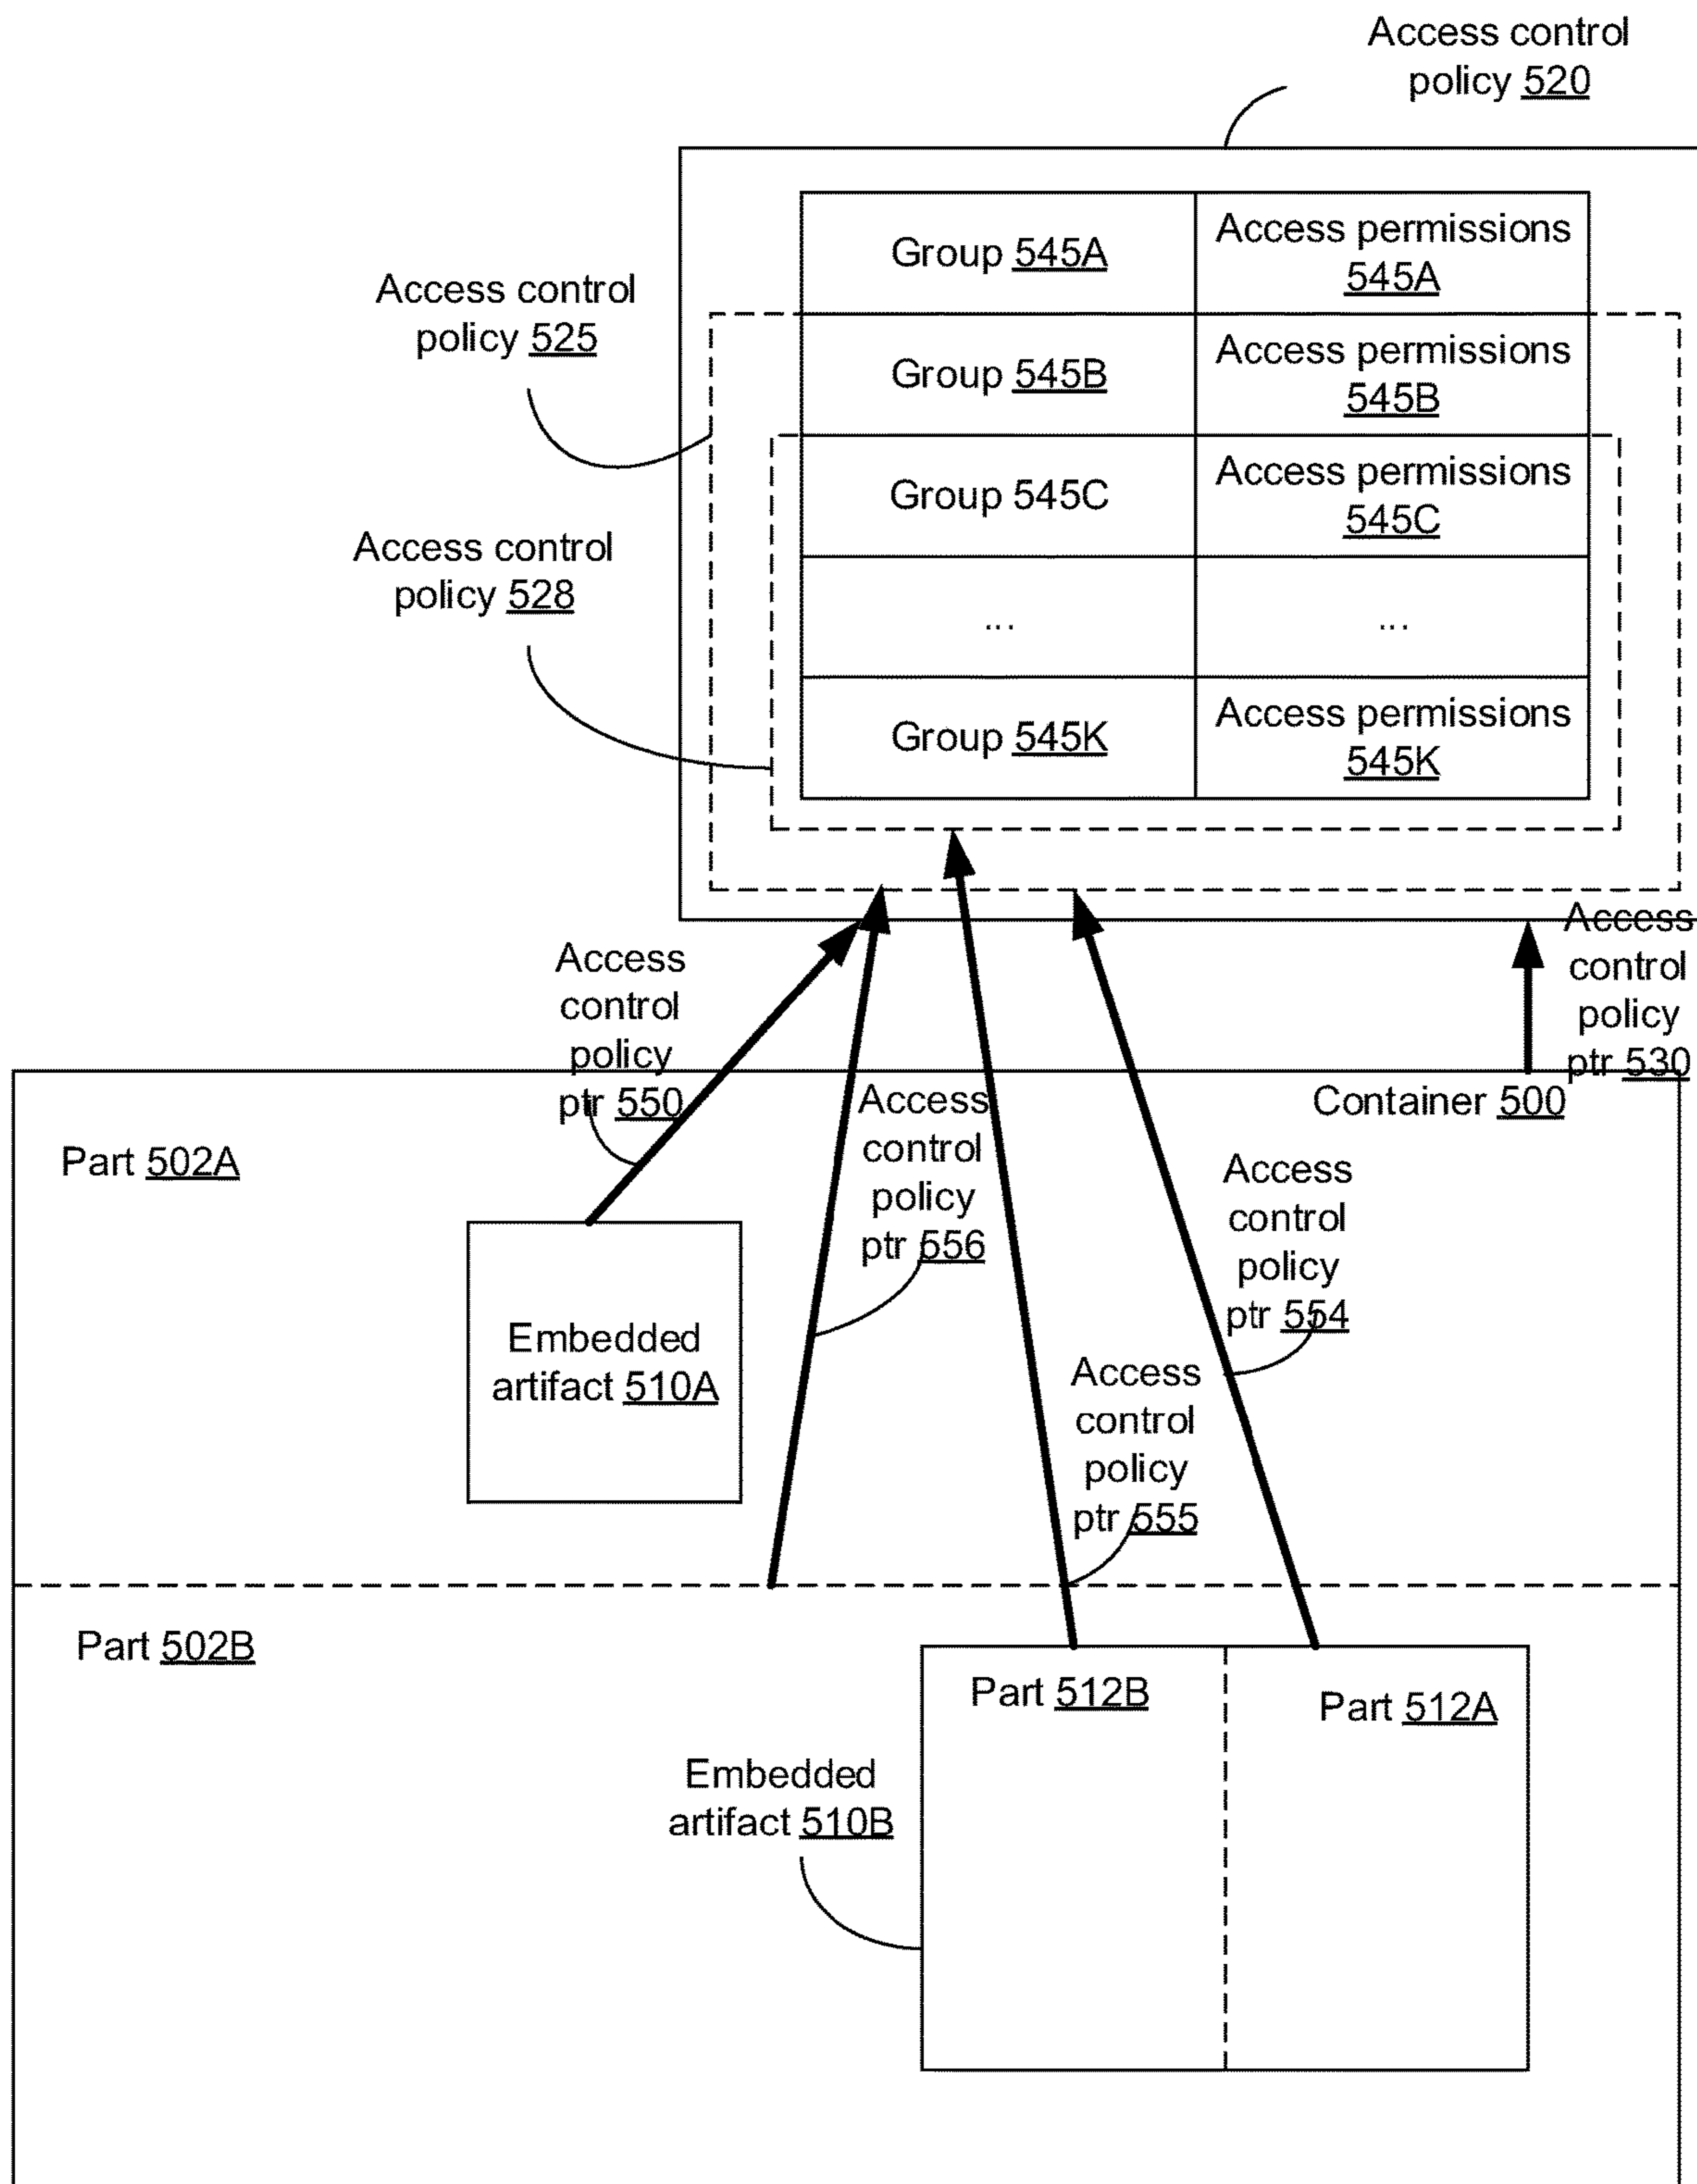 Access control
policy 520
Group 545A
Access permissions
545A
Access control
policy 525
Group 545B
Access permissions
545B
Group 545C
Access permissions
545C
Access control
policy 528
...
...
Group 545K
Access permissions
545K
Access
control
policy
ptr 550
Access
control
policy
ptr 530
Container 500
Part 502A
Access
control
policy
ptr 556
Access
control
policy
ptr 554
Embedded
artifact 510A
Access
control
policy
ptr 555
Part 502B
Part 512B
Part 512A
Embedded
artifact 510B